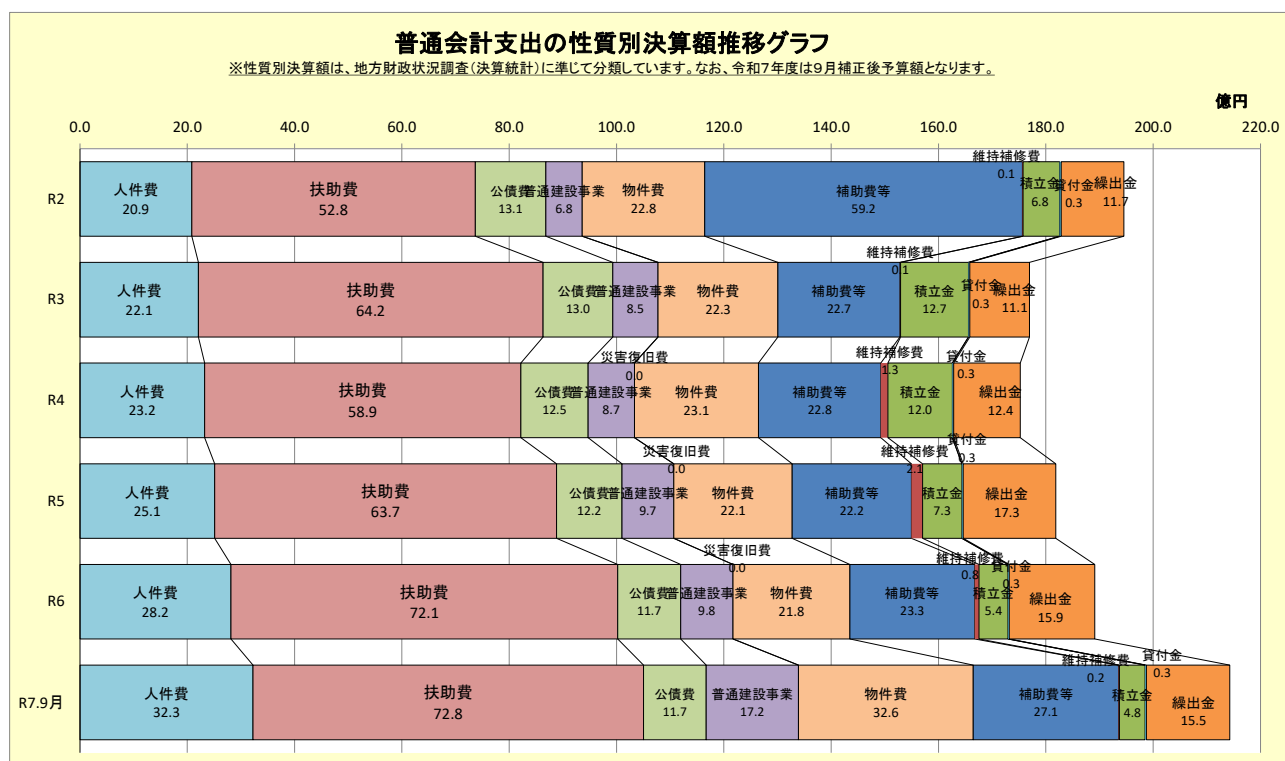 普通会計支出の性質別決算額推移グラフ
※性質別決算額は、地方財政状況調査(決算統計)に準じて分類しています。なお、令和7年度は9月補正後予算額となります。
億円
0.0 20.0 40.0 60.0 80.0 100.0 120.0 140.0 160.0 180.0 200.0 220.0
R2
人件費 20.9
扶助費 52.8
公債費 13.1
普通建設事業 6.8
物件費 22.8
補助費等 59.2
維持補修費 0.1
積立金 6.8
貸付金 0.3
繰出金 11.7
R3
人件費 22.1
扶助費 64.2
公債費 13.0
普通建設事業 8.5
物件費 22.3
補助費等 22.7
維持補修費 0.1
積立金 12.7
貸付金 0.3
繰出金 11.1
R4
人件費 23.2
扶助費 58.9
公債費 12.5
普通建設事業 8.7
災害復旧費 0.0
物件費 23.1
補助費等 22.8
維持補修費 1.3
積立金 12.0
貸付金 0.3
繰出金 12.4
R5
人件費 25.1
扶助費 63.7
公債費 12.2
普通建設事業 9.7
災害復旧費 0.0
物件費 22.1
補助費等 22.2
維持補修費 2.1
積立金 7.3
貸付金 0.3
繰出金 17.3
R6
人件費 28.2
扶助費 72.1
公債費 11.7
普通建設事業 9.8
災害復旧費 0.0
物件費 21.8
補助費等 23.3
維持補修費 0.8
積立金 5.4
貸付金 0.3
繰出金 15.9
R7.9月
人件費 32.3
扶助費 72.8
公債費 11.7
普通建設事業 17.2
物件費 32.6
補助費等 27.1
維持補修費 0.2
積立金 4.8
貸付金 0.3
繰出金 15.5